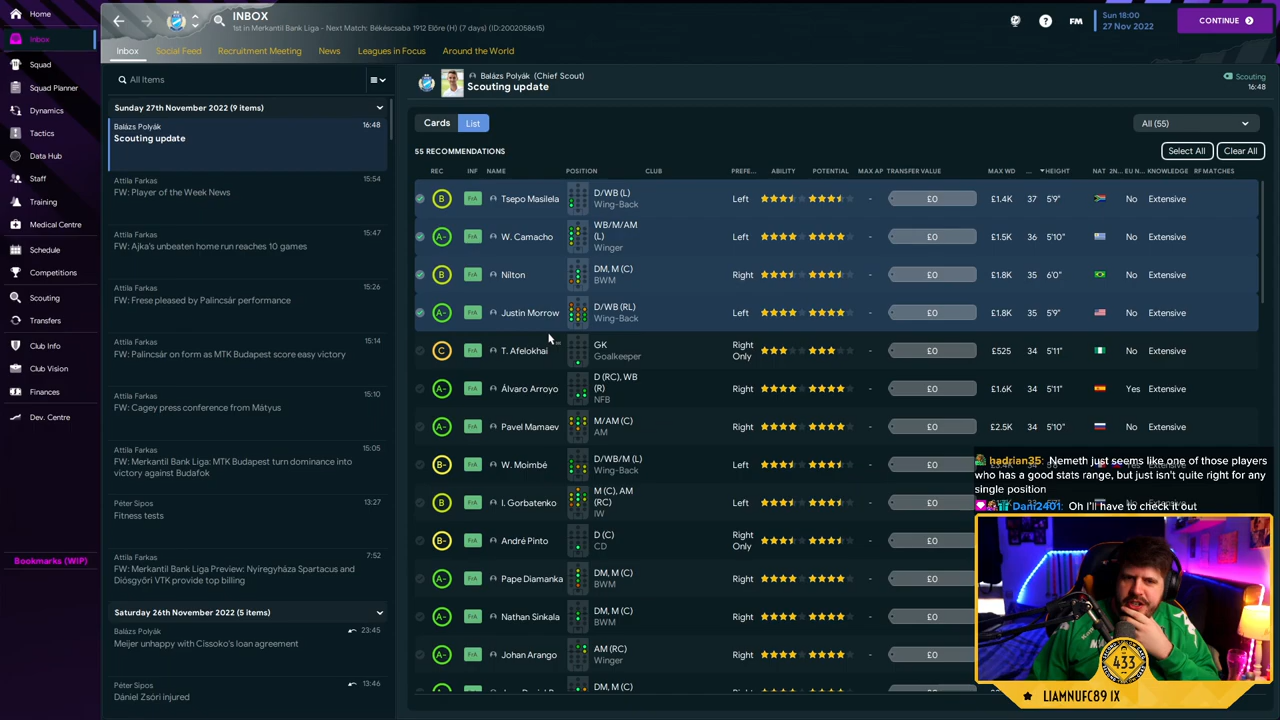 Home
INBOX
1st in Merkantil Bank Liga - Next Match: Békéscsaba 1912 Előre (H) (7 days) (ID:2002058615)
FM
Sun 18:00
27 Nov 2022
CONTINUE
Inbox
Squad
Squad Planner
Dynamics
Tactics
Data Hub
Staff
Training
Medical Centre
Schedule
Competitions
Scouting
Transfers
Club Info
Club Vision
Finances
Dev. Centre
Bookmarks (WIP)
Inbox
Social Feed
Recruitment Meeting
News
Leagues in Focus
Around the World
All Items
Sunday 27th November 2022 (9 items)
Balázs Polyák 16:48
Scouting update
Attila Farkas 15:54
FW: Player of the Week News
Attila Farkas 15:47
FW: Ajka's unbeaten home run reaches 10 games
Attila Farkas 15:26
FW: Frese pleased by Palincsár performance
Attila Farkas 15:14
FW: Palincsár on form as MTK Budapest score easy victory
Attila Farkas 15:10
FW: Cagey press conference from Mátyus
Attila Farkas 15:05
FW: Merkantil Bank Liga: MTK Budapest turn dominance into
victory against Budafok
Péter Sipos 13:27
Fitness tests
Attila Farkas 7:52
FW: Merkantil Bank Liga Preview: Nyíregyháza Spartacus and
Diósgyőri VTK provide top billing
Saturday 26th November 2022 (5 items)
Balázs Polyák 23:45
Meijer unhappy with Cissoko's loan agreement
Péter Sipos 13:46
Dániel Zsóri injured
Balázs Polyák (Chief Scout)
Scouting update
Scouting
16:48
Cards
List
All (55)
55 RECOMMENDATIONS
Select All
Clear All
REC INF NAME POSITION CLUB PREFE... ABILITY POTENTIAL MAX AP TRANSFER VALUE MAX WD ... HEIGHT NAT 2N... EU N... KNOWLEDGE RF MATCHES
B F/A Tsepo Masilela D/WB (L) Wing-Back Left - £0 £1.4K 37 5'9" No Extensive
A- F/A W. Camacho WB/M/AM (L) Winger Left - £0 £1.5K 36 5'10" No Extensive
B F/A Nilton DM, M (C) BWM Right - £0 £1.8K 35 6'0" No Extensive
A- F/A Justin Morrow D/WB (RL) Wing-Back Left - £0 £1.8K 35 5'9" No Extensive
C F/A T. Afelokhai GK Goalkeeper Right Only - £0 £525 34 5'11" No Extensive
A- F/A Álvaro Arroyo D (RC), WB (R) NFB Right - £0 £1.6K 34 5'11" Yes Extensive
A- F/A Pavel Mamaev M/AM (C) AM Right - £0 £2.5K 34 5'10" No Extensive
B- F/A W. Moimbé D/WB/M (L) Wing-Back Left - £0
B F/A I. Gorbatenko M (C), AM (RC) IW Right - £0
B- F/A André Pinto D (C) CD Right Only - £0
A- F/A Pape Diamanka DM, M (C) BWM Right - £0
A- F/A Nathan Sinkala DM, M (C) BWM Right - £0
A- F/A Johan Arango AM (RC) Winger Left - £0
DM, M (C)
hadrian35: Nemeth just seems like one of those players
who has a good stats range, but just isn't quite right for any
single position
Dani2401: Oh I'll have to check it out
433
LIAMNUFC89 IX